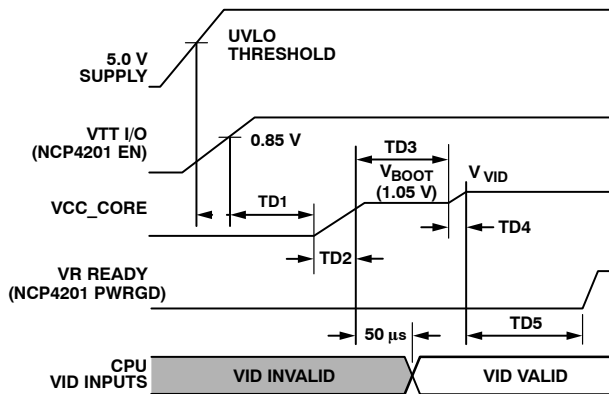 5.0 V
SUPPLY
UVLO
THRESHOLD
VTT I/O
(NCP4201 EN)
0.85 V
TD3
VBOOT
(1.05 V)
V VID
VCC_CORE
TD1
TD4
TD2
VR READY
(NCP4201 PWRGD)
50 µs
TD5
CPU
VID INPUTS
VID INVALID
VID VALID